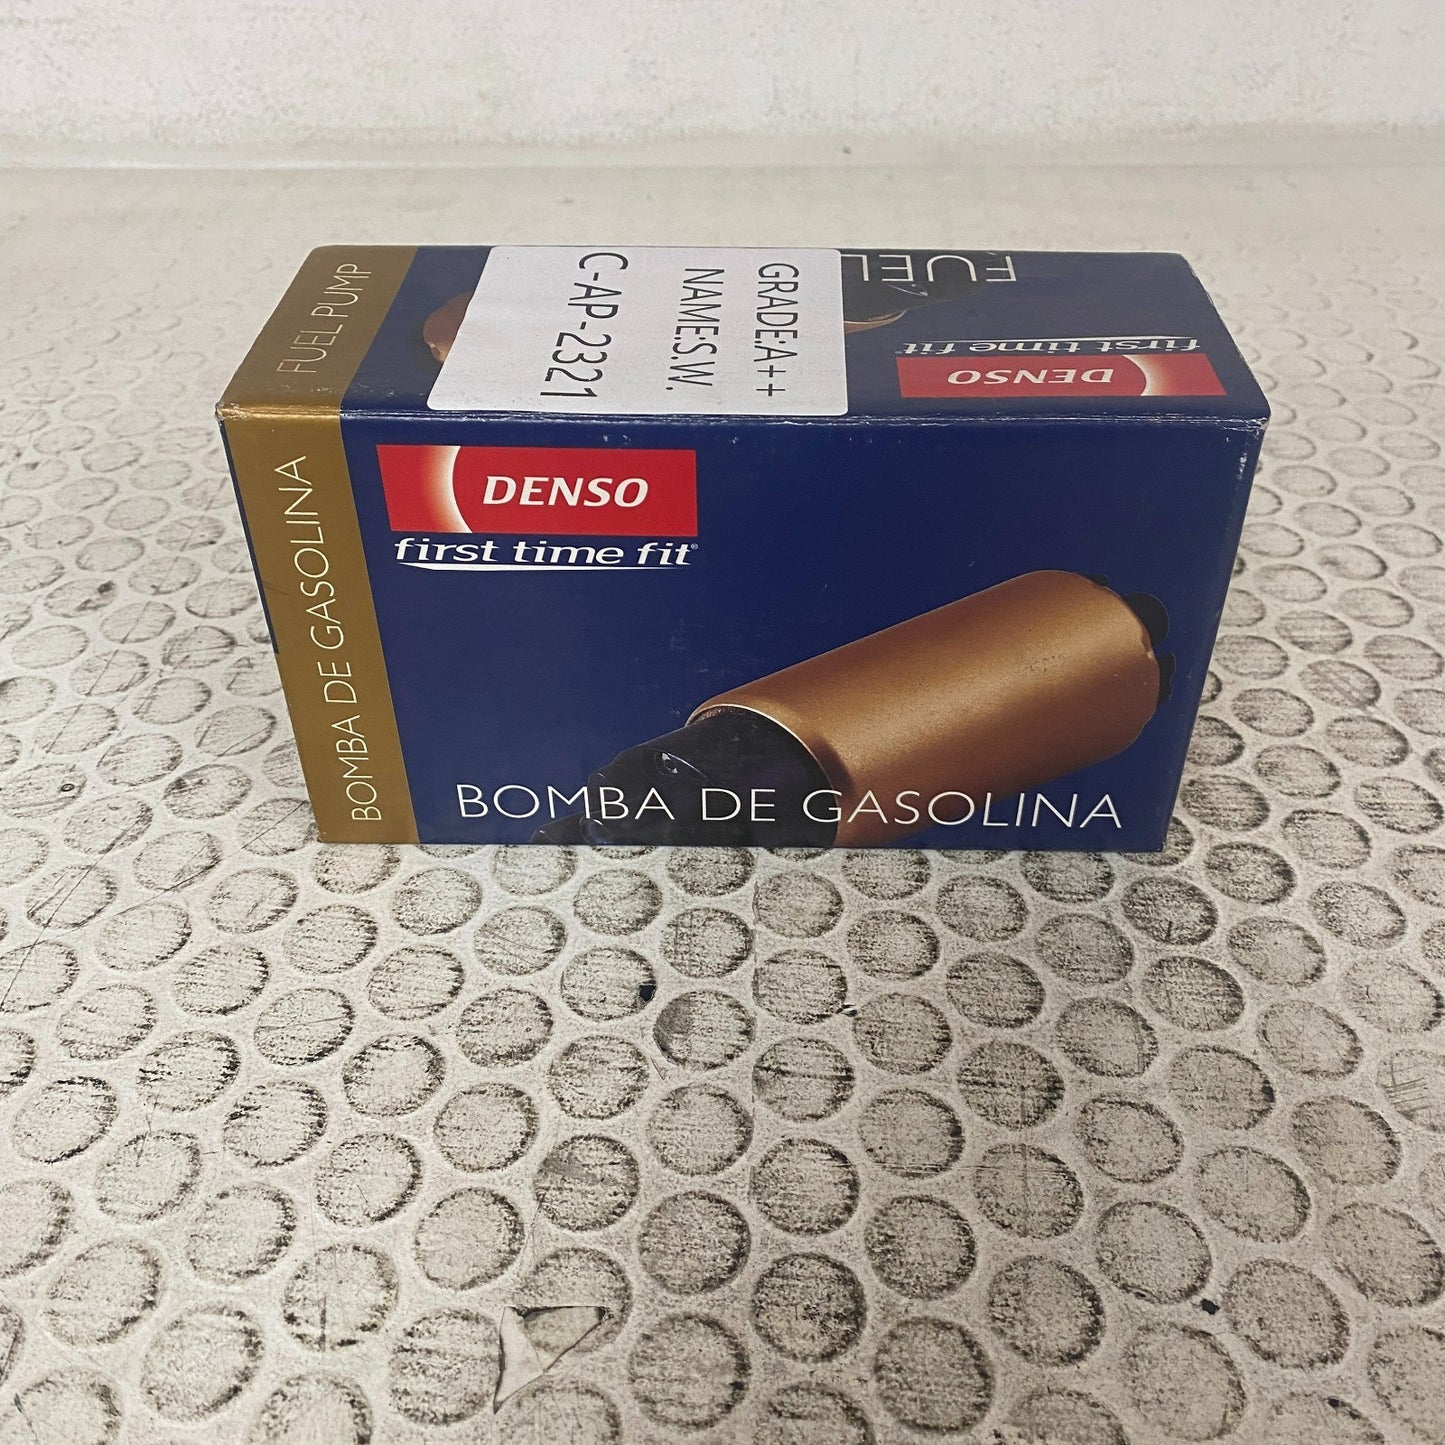 FUEL PUMP
GRADE:A++
NAME:S.W.
C-AP-2321
FUEL
DENSO
first time fit
BOMBA DE GASOLINA
DENSO
first time fit®
BOMBA DE GASOLINA